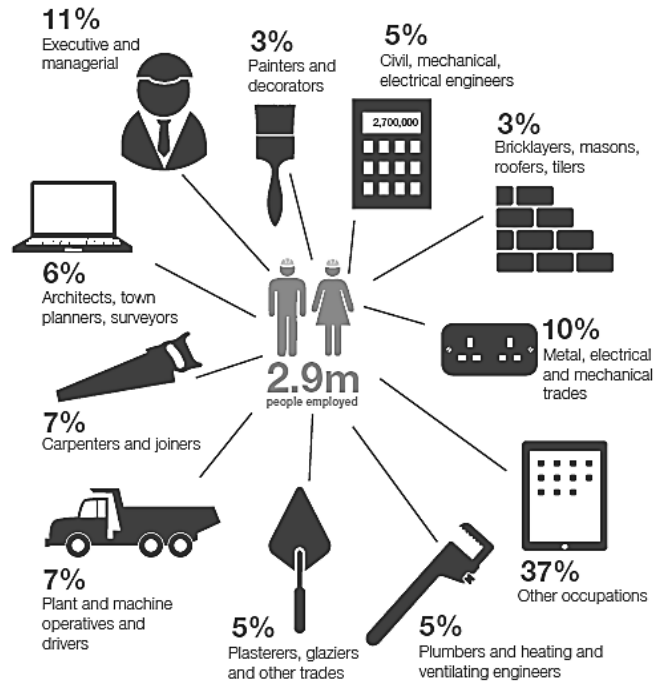 11%
Executive and
managerial
3%
Painters and
decorators
5%
Civil, mechanical,
electrical engineers
2,700,000
3%
Bricklayers, masons,
roofers, tilers
6%
Architects, town
planners, surveyors
10%
Metal, electrical
and mechanical
trades
2.9m
people employed
7%
Carpenters and joiners
37%
Other occupations
7%
Plant and machine
operatives and
drivers
5%
Plasterers, glaziers
and other trades
5%
Plumbers and heating and
ventilating engineers